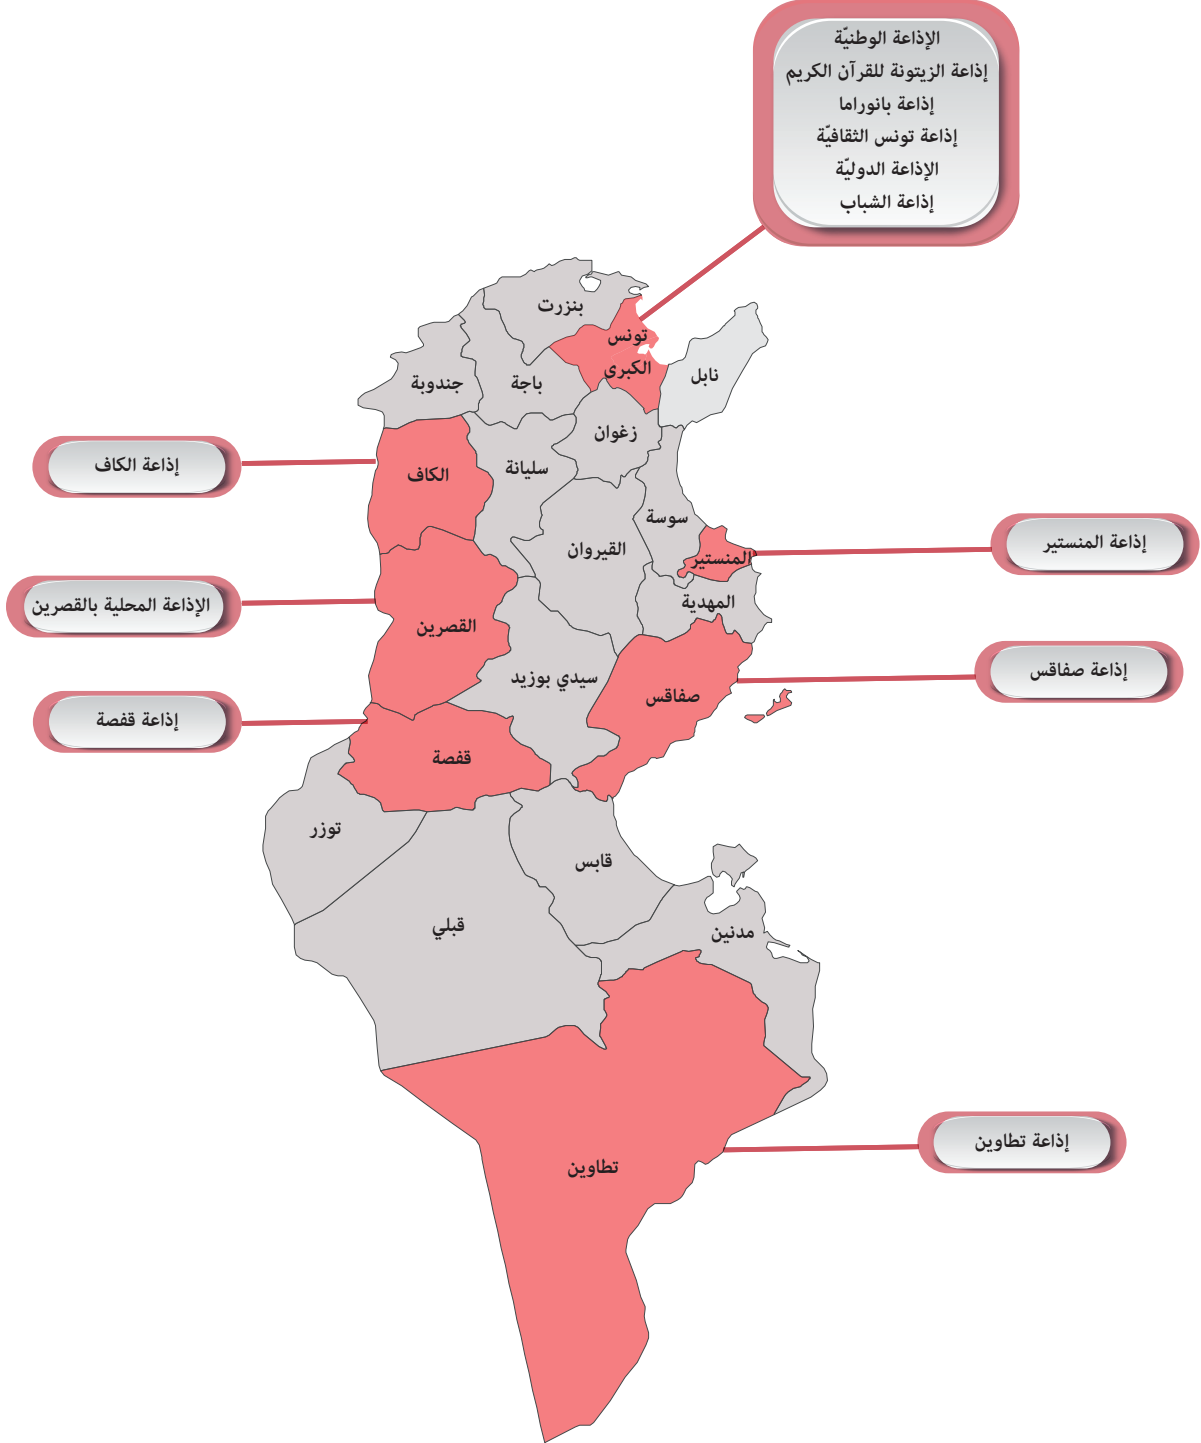 الإذاعة الوطنيّة
إذاعة الزيتونة للقرآن الكريم
إذاعة بانوراما
إذاعة تونس الثقافيّة
الإذاعة الدوليّة
إذاعة الشباب
بنزرت
تونس
الكبرى
نابل
باجة
جندوبة
زغوان
إذاعة الكاف
الكاف
سليانة
سوسة
القيروان
المنستير
إذاعة المنستير
المهدية
الإذاعة المحلية بالقصرين
القصرين
سيدي بوزيد
صفاقس
إذاعة صفاقس
إذاعة قفصة
قفصة
توزر
قابس
قبلي
مدنين
إذاعة تطاوين
تطاوين